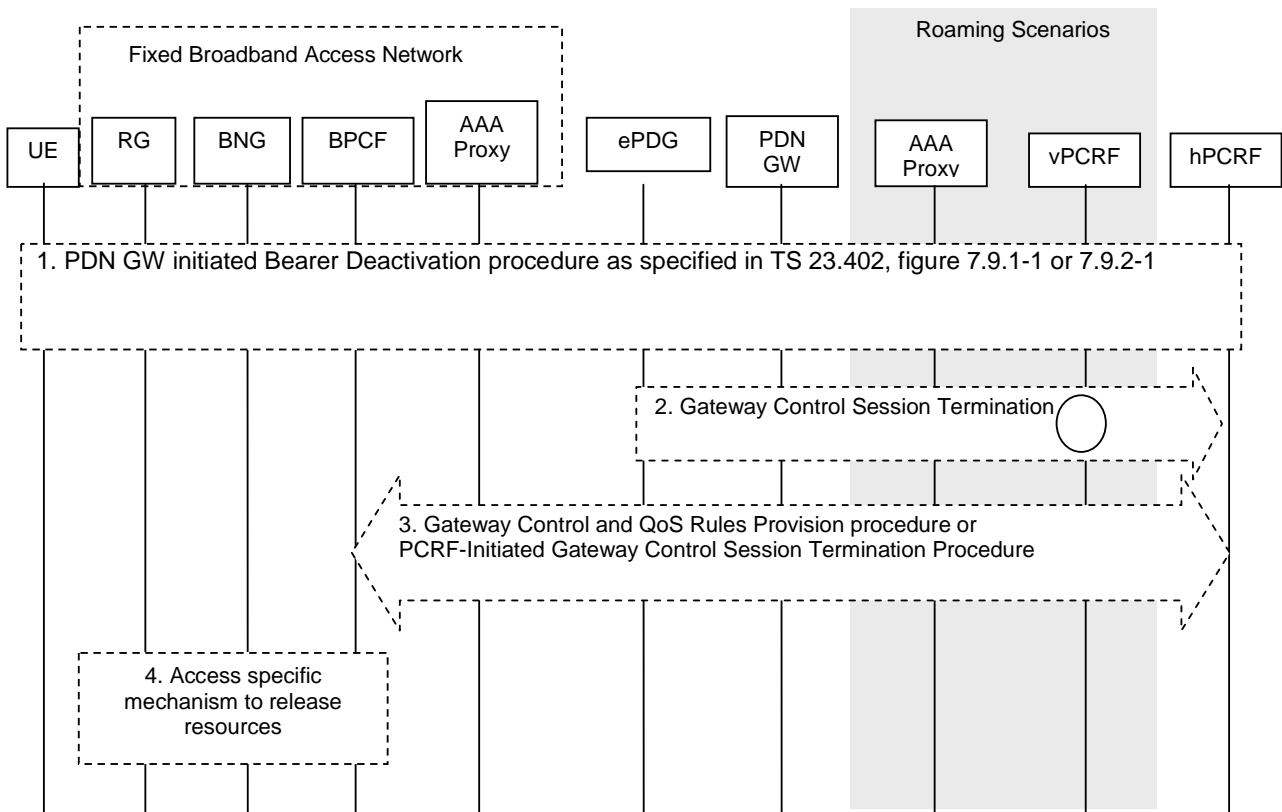 Roaming Scenarios
Fixed Broadband Access Network
UE
RG
BNG
BPCF
AAA
Proxy
ePDG
PDN
GW
AAA
Proxy
vPCRF
hPCRF
1. PDN GW initiated Bearer Deactivation procedure as specified in TS 23.402, figure 7.9.1-1 or 7.9.2-1
2. Gateway Control Session Termination
3. Gateway Control and QoS Rules Provision procedure or
PCRF-Initiated Gateway Control Session Termination Procedure
4. Access specific
mechanism to release
resources